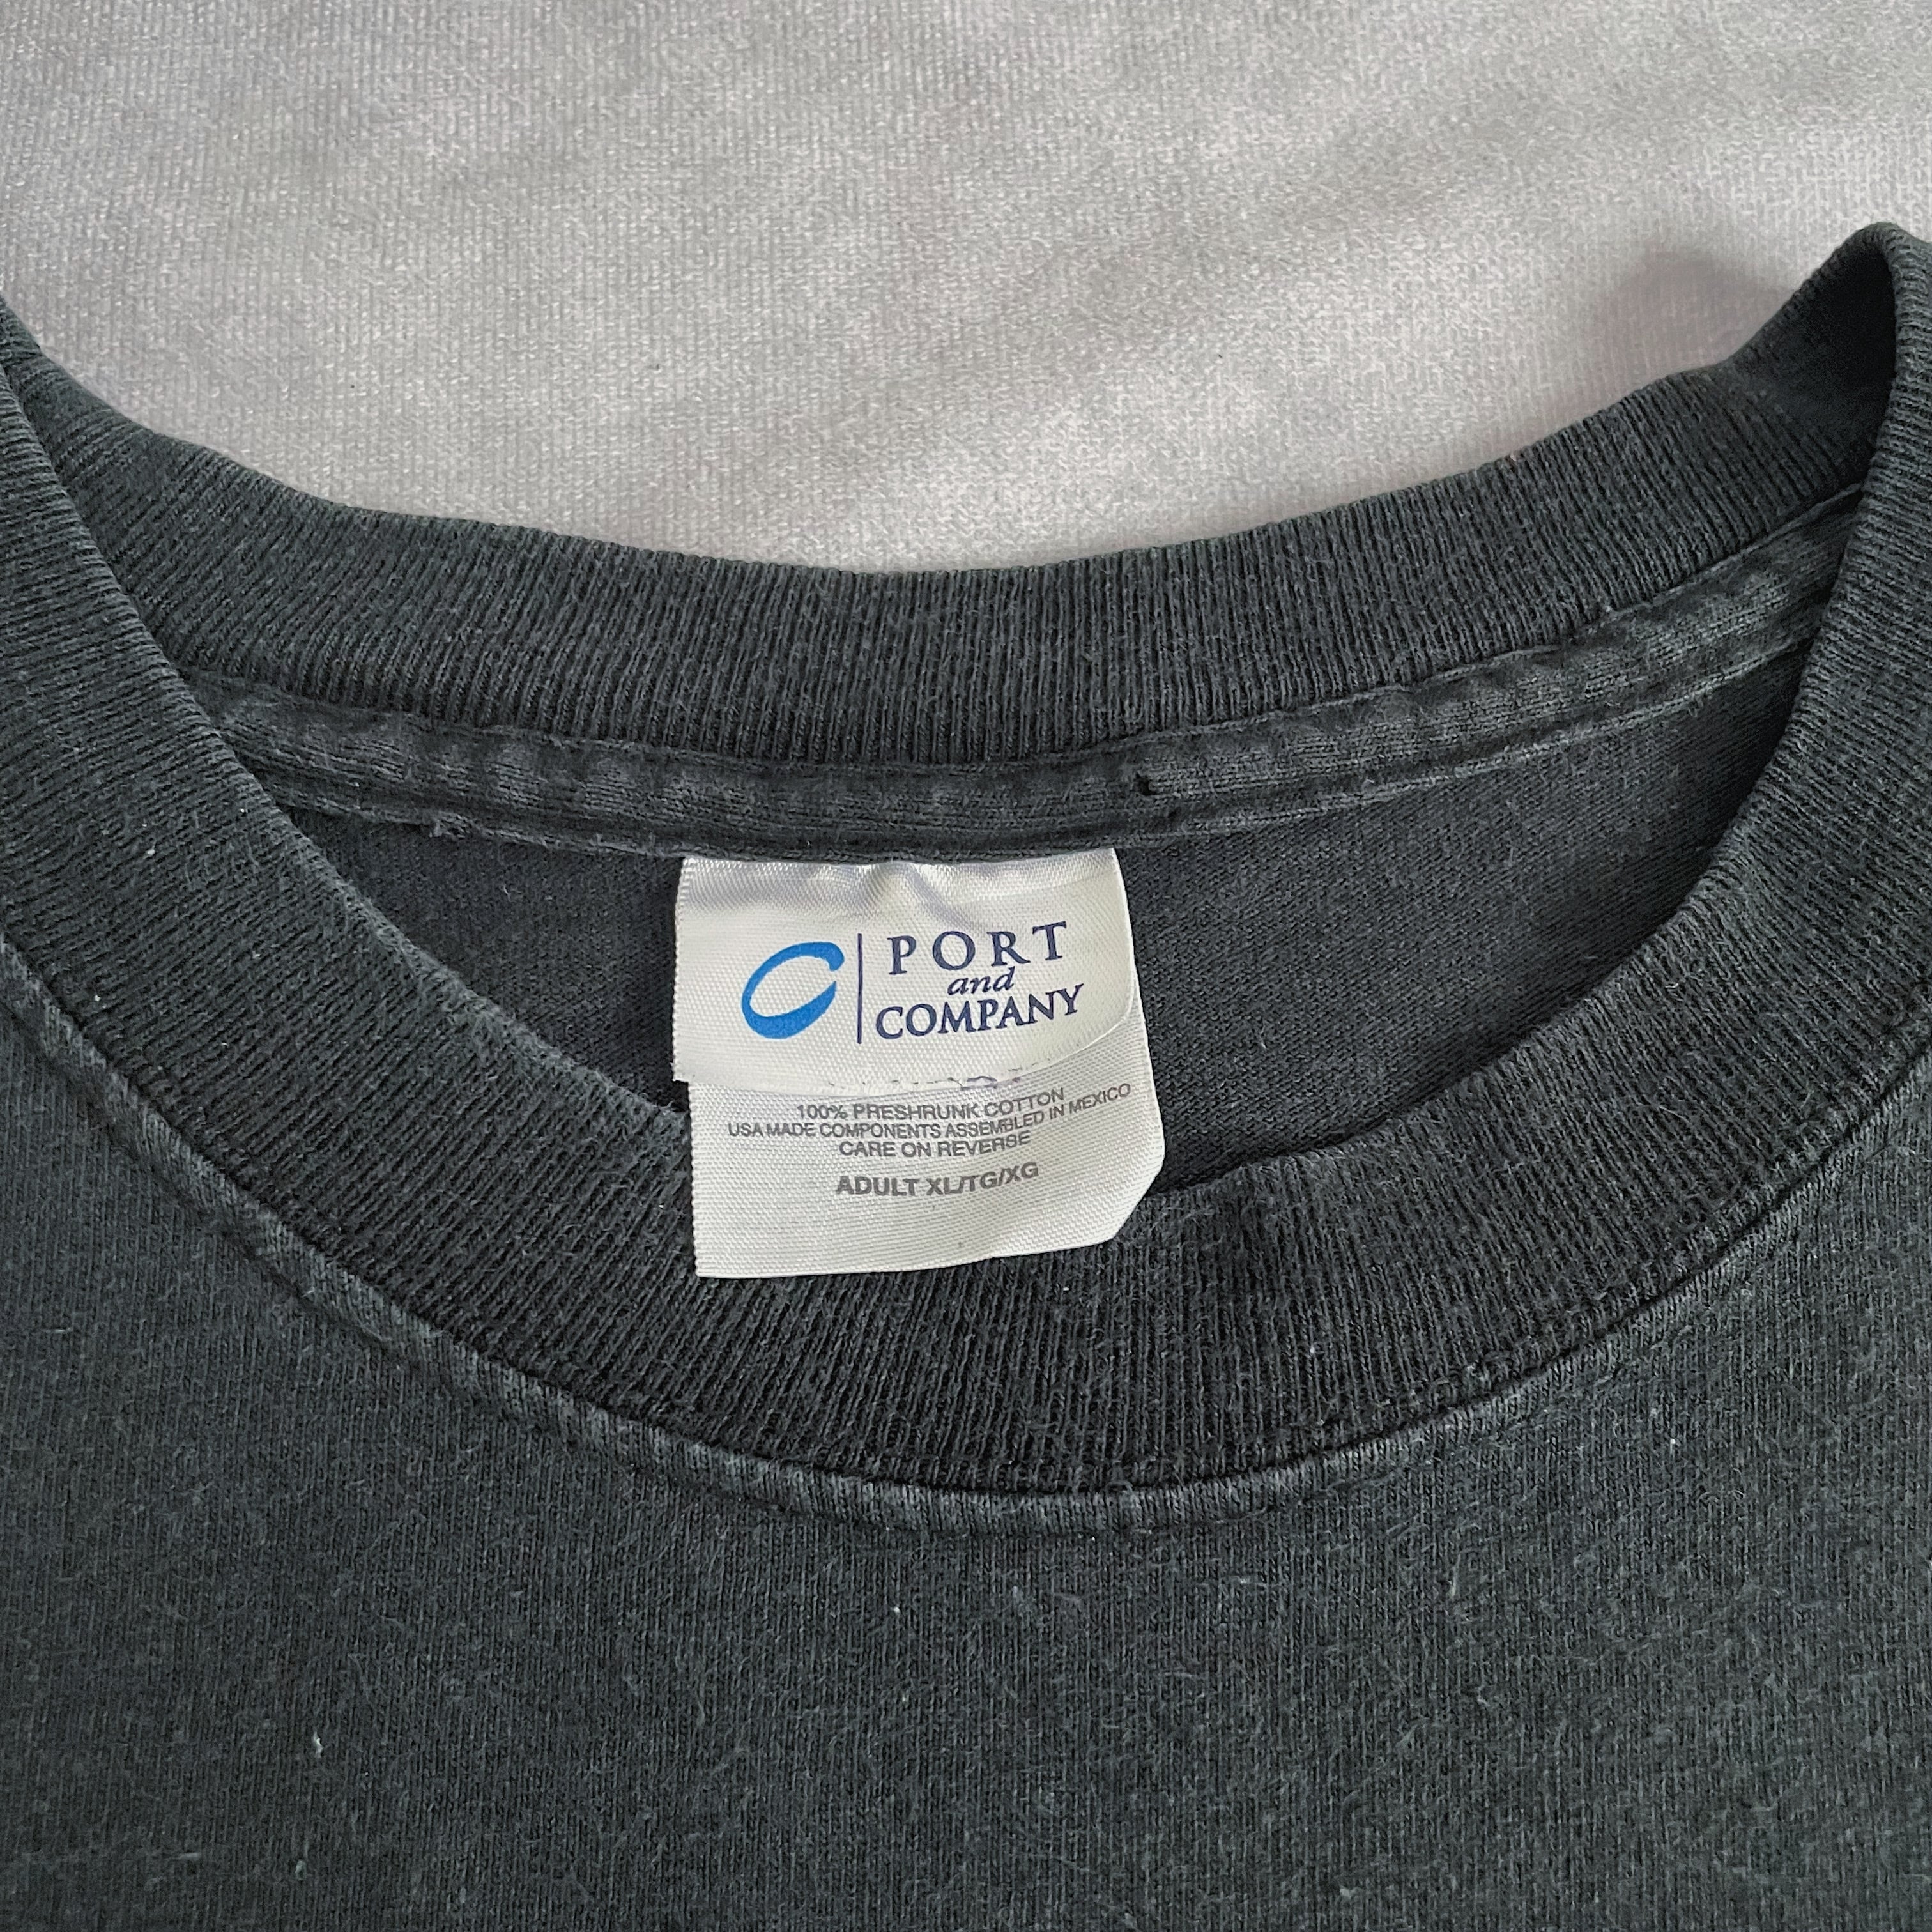 PORT
and
COMPANY
100% PRESHRUNK COTTON
USA MADE COMPONENTS ASSEMBLED IN MEXICO
CARE ON REVERSE
ADULT XL/TG/XG